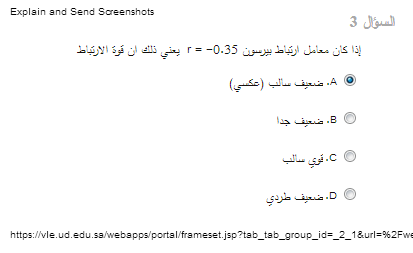 Explain and Send Screenshots
السؤال 3
إذا كان معامل ارتباط بيرسون r = -0.35 يعني ذلك ان قوة الارتباط
A. ضعيف سالب (عكسي)
B. ضعيف جدا
C. قوي سالب
D. ضعيف طردي
https://vle.ud.edu.sa/webapps/portal/frameset.jsp?tab_tab_group_id=_2_1&url=%2Fwe